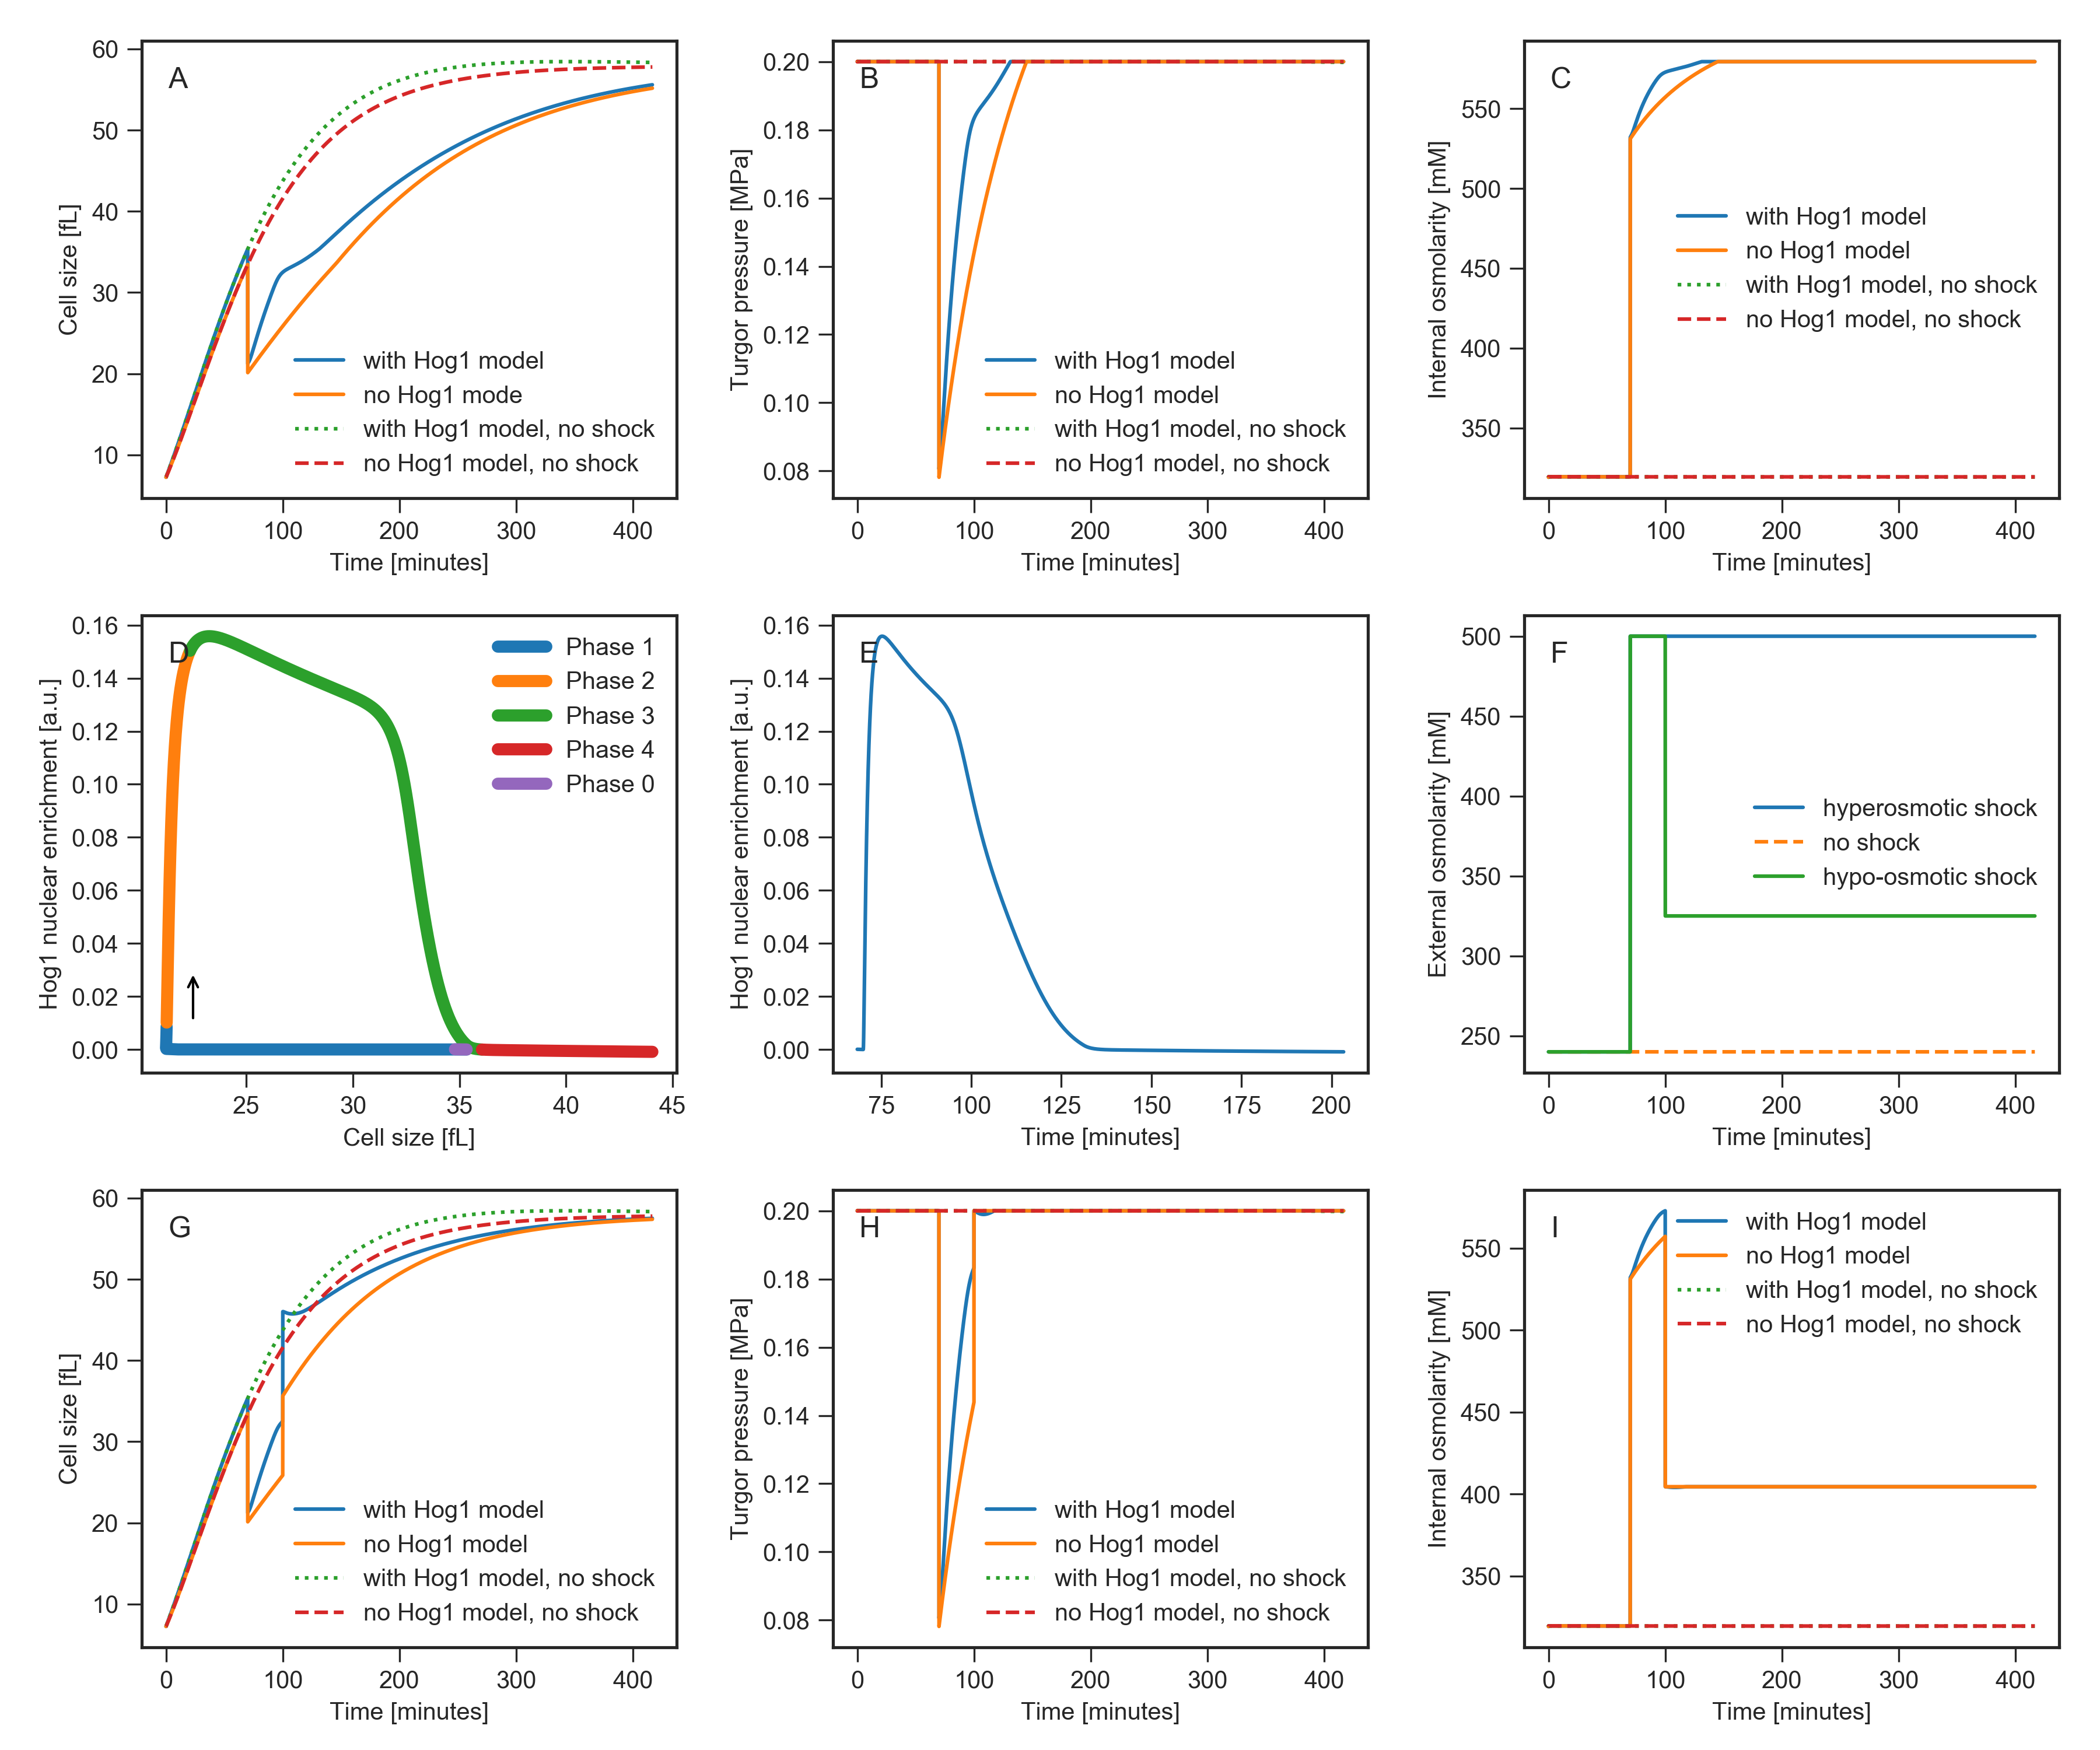 A
Cell size [fL]
60
50
40
30
20
10
with Hog1 model
no Hog1 mode
with Hog1 model, no shock
no Hog1 model, no shock
0 100 200 300 400
Time [minutes]
B
Turgor pressure [MPa]
0.20
0.18
0.16
0.14
0.12
0.10
0.08
with Hog1 model
no Hog1 model
with Hog1 model, no shock
no Hog1 model, no shock
0 100 200 300 400
Time [minutes]
C
Internal osmolarity [mM]
550
500
450
400
350
with Hog1 model
no Hog1 model
with Hog1 model, no shock
no Hog1 model, no shock
0 100 200 300 400
Time [minutes]
D
Hog1 nuclear enrichment [a.u.]
0.16
0.14
0.12
0.10
0.08
0.06
0.04
0.02
0.00
Phase 1
Phase 2
Phase 3
Phase 4
Phase 0
25 30 35 40 45
Cell size [fL]
E
Hog1 nuclear enrichment [a.u.]
0.16
0.14
0.12
0.10
0.08
0.06
0.04
0.02
0.00
75 100 125 150 175 200
Time [minutes]
F
External osmolarity [mM]
500
450
400
350
300
250
hyperosmotic shock
no shock
hypo-osmotic shock
0 100 200 300 400
Time [minutes]
G
Cell size [fL]
60
50
40
30
20
10
with Hog1 model
no Hog1 model
with Hog1 model, no shock
no Hog1 model, no shock
0 100 200 300 400
Time [minutes]
H
Turgor pressure [MPa]
0.20
0.18
0.16
0.14
0.12
0.10
0.08
with Hog1 model
no Hog1 model
with Hog1 model, no shock
no Hog1 model, no shock
0 100 200 300 400
Time [minutes]
I
Internal osmolarity [mM]
550
500
450
400
350
with Hog1 model
no Hog1 model
with Hog1 model, no shock
no Hog1 model, no shock
0 100 200 300 400
Time [minutes]